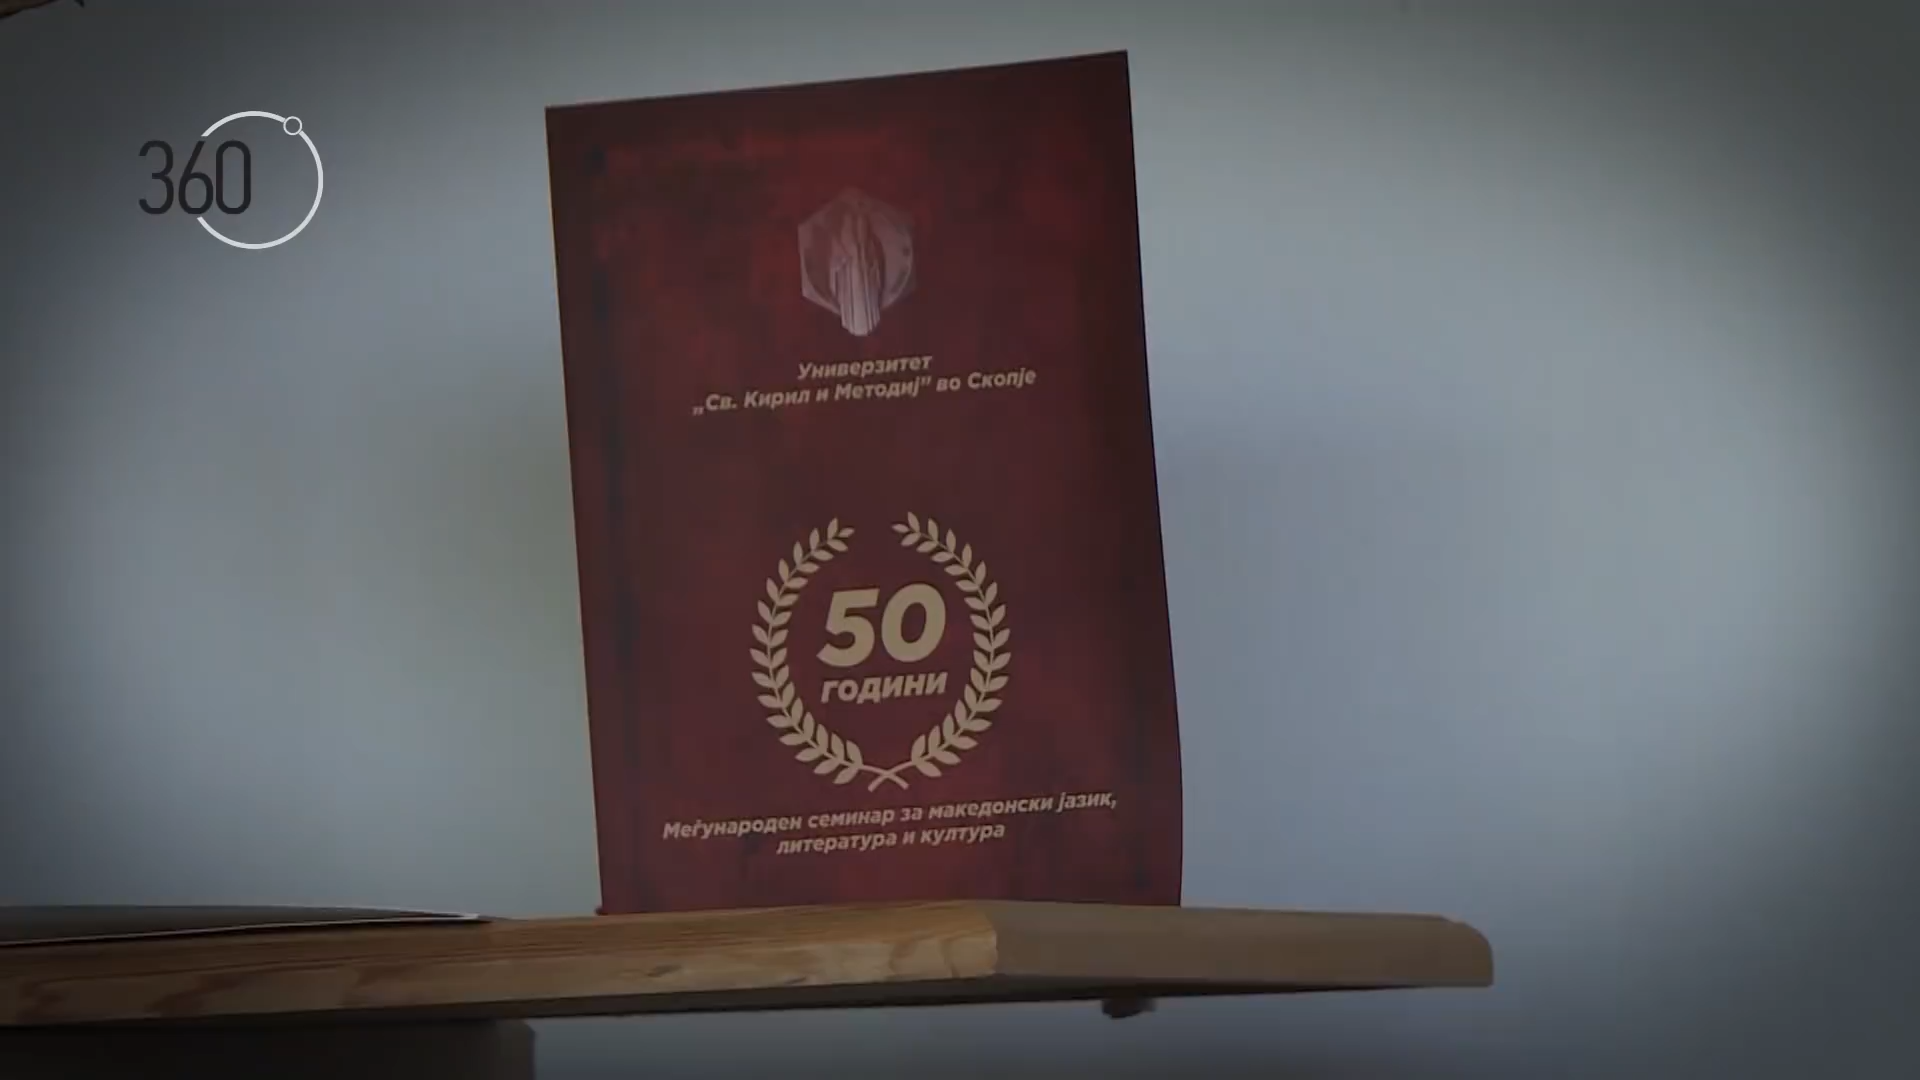 360
Универзитет
„Св. Кирил и Методиј” во Скопје
50
години
Меѓународен семинар за македонски јазик,
литература и култура